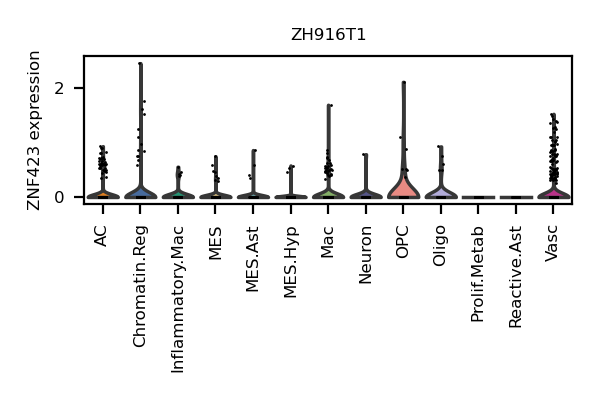 ZH916T1
ZNF423 expression
2
0
AC
Chromatin.Reg
Inflammatory.Mac
MES
MES.Ast
MES.Hyp
Mac
Neuron
OPC
Oligo
Prolif.Metab
Reactive.Ast
Vasc